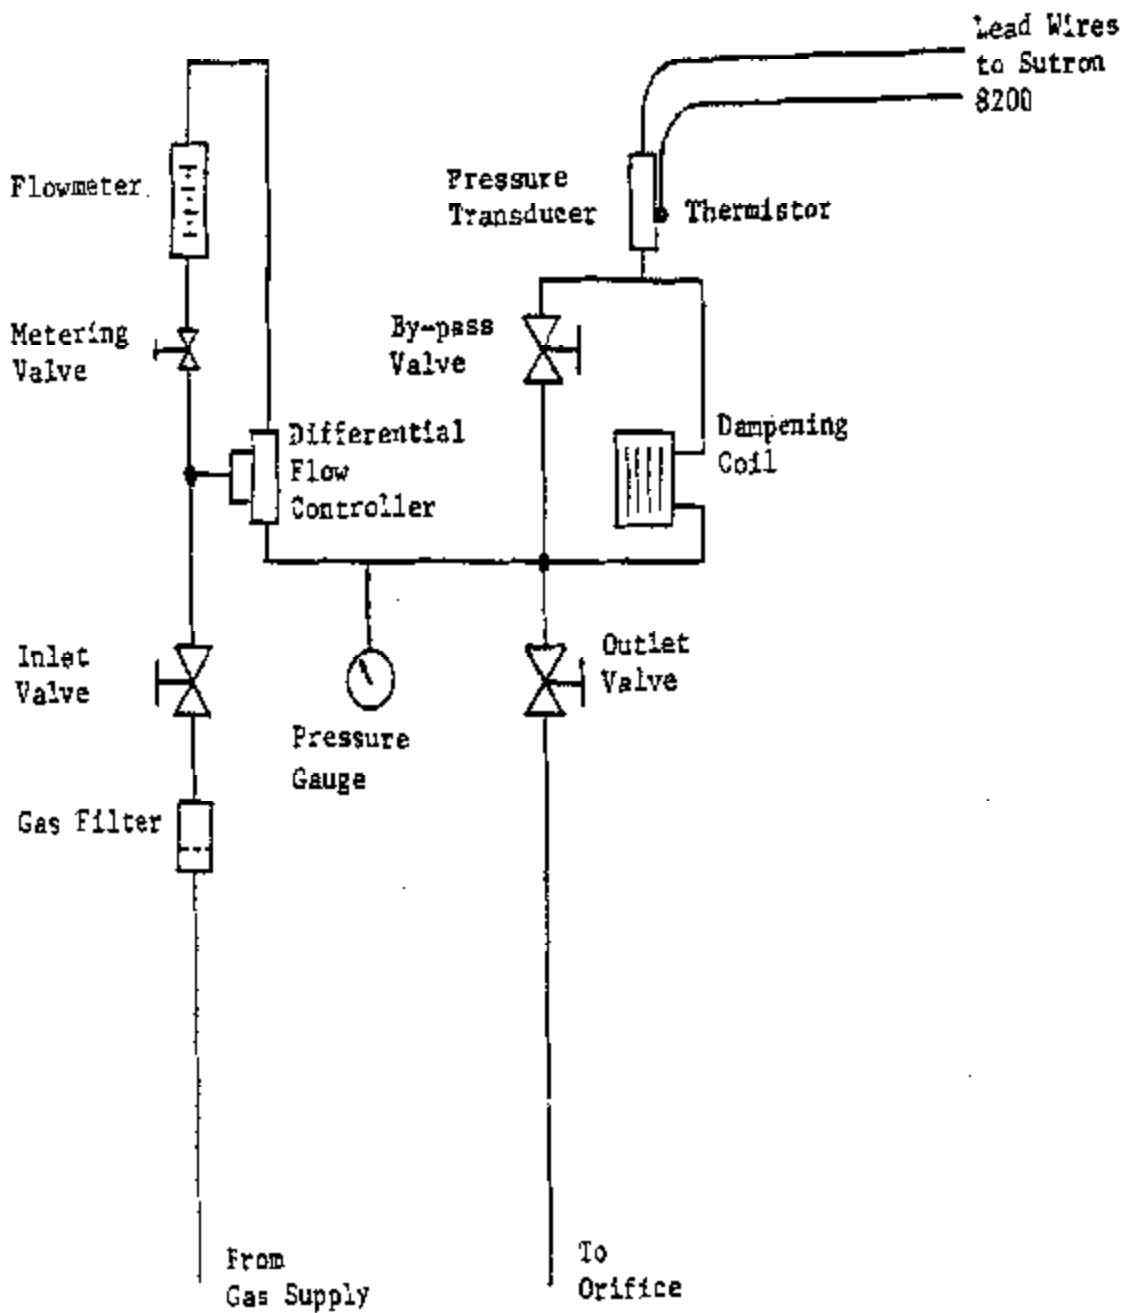 Lead Wires
to Sutron
8200
Flowmeter
Pressure
Transducer
Thermistor
Metering
Valve
By-pass
Valve
Differential
Flow
Controller
Dampening
Coil
Inlet
Valve
Outlet
Valve
Pressure
Gauge
Gas Filter
From
Gas Supply
To
Orifice